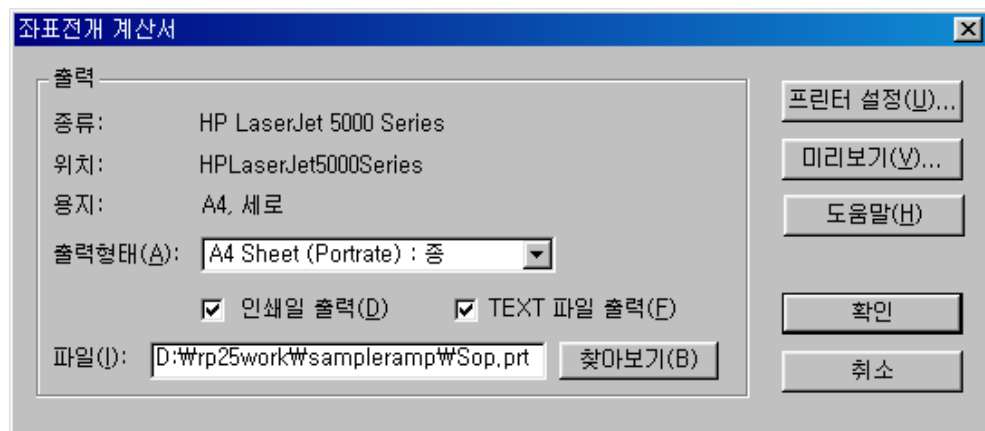 좌표전개 계산서
출력
종류: HP LaserJet 5000 Series
위치: HPLaserJet5000Series
용지: A4, 세로
출력형태(A): A4 Sheet (Portrate) : 종
인쇄일 출력(D) TEXT 파일 출력(F)
파일(I): D:₩rp25work₩sampleramp₩Sop,prt 찾아보기(B)
프린터 설정(U)...
미리보기(V)...
도움말(H)
확인
취소